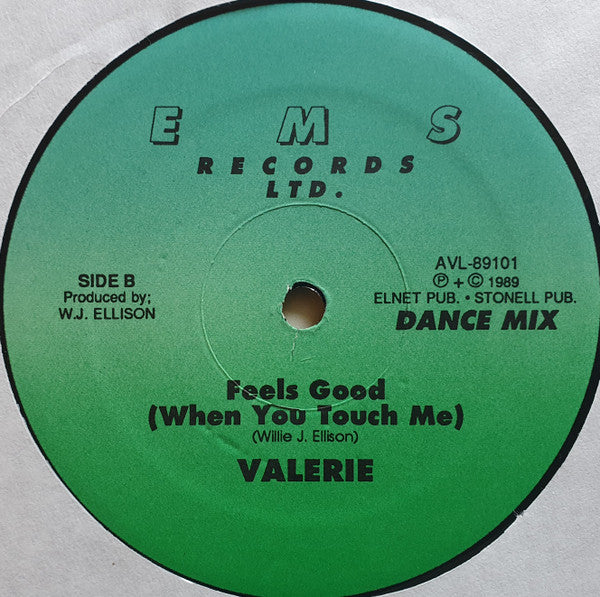 E M S
RECORDS
LTD.
SIDE B
Produced by;
W.J. ELLISON
AVL-89101
℗ + © 1989
ELNET PUB. • STONELL PUB.
DANCE MIX
Feels Good
(When You Touch Me)
(Willie J. Ellison)
VALERIE